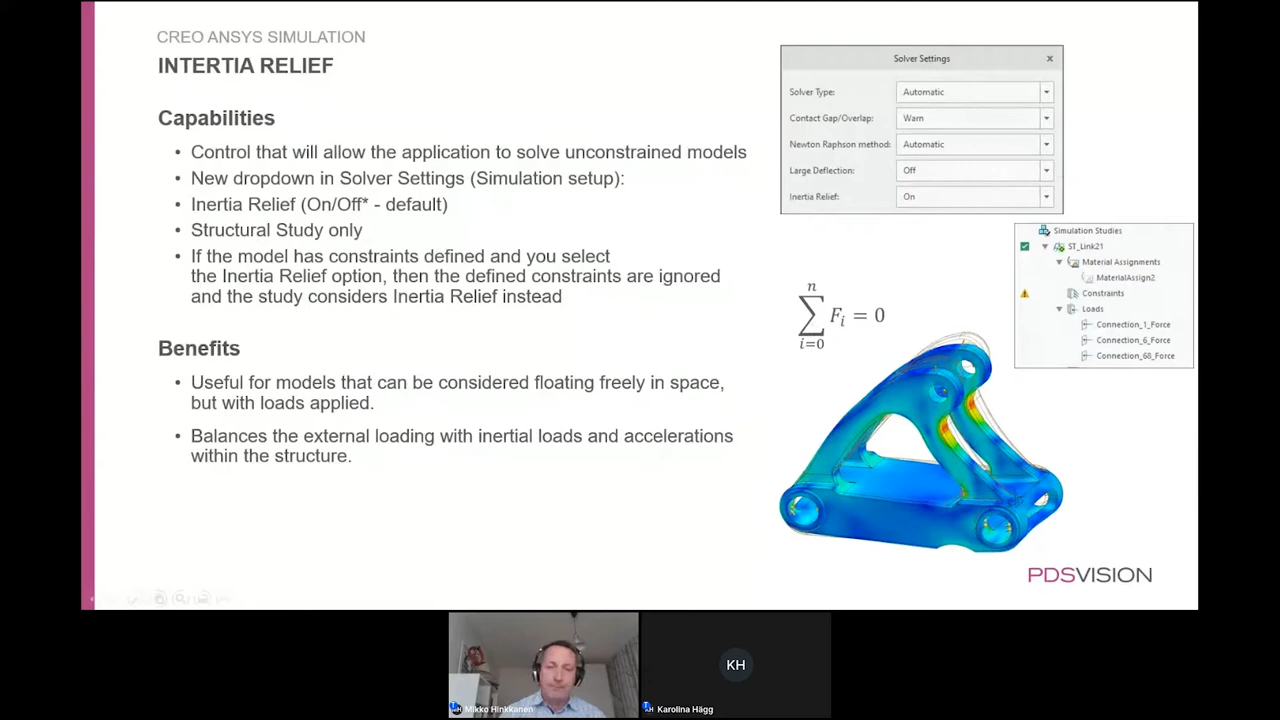 CREO ANSYS SIMULATION
INTERTIA RELIEF
Capabilities
• Control that will allow the application to solve unconstrained models
• New dropdown in Solver Settings (Simulation setup):
• Inertia Relief (On/Off* - default)
• Structural Study only
• If the model has constraints defined and you select
the Inertia Relief option, then the defined constraints are ignored
and the study considers Inertia Relief instead
Benefits
• Useful for models that can be considered floating freely in space,
but with loads applied.
• Balances the external loading with inertial loads and accelerations
within the structure.
Solver Settings
Solver Type: Automatic
Contact Gap/Overlap: Warn
Newton Raphson method: Automatic
Large Deflection: Off
Inertia Relief: On
Simulation Studies
ST_Link21
Material Assignments
MaterialAssign2
Constraints
Loads
Connection_1_Force
Connection_6_Force
Connection_68_Force
n
∑ Fi = 0
i=0
PDSVISION
KH
Mikko Hinkkanen
Karolina Hägg